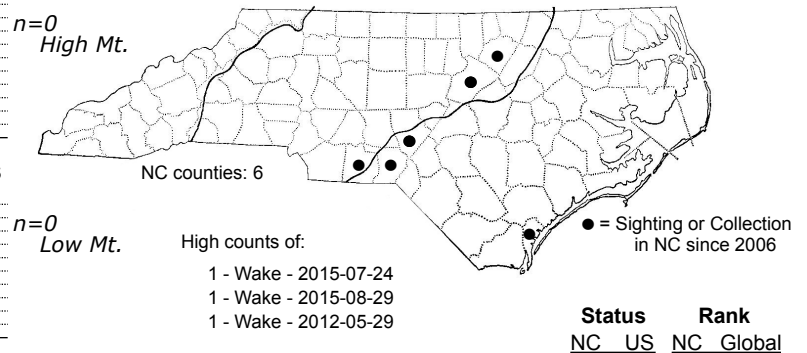 n=0
High Mt.
NC counties: 6
n=0
Low Mt.
High counts of:
1 - Wake - 2015-07-24
1 - Wake - 2015-08-29
1 - Wake - 2012-05-29
● = Sighting or Collection
in NC since 2006
Status Rank
NC US NC Global